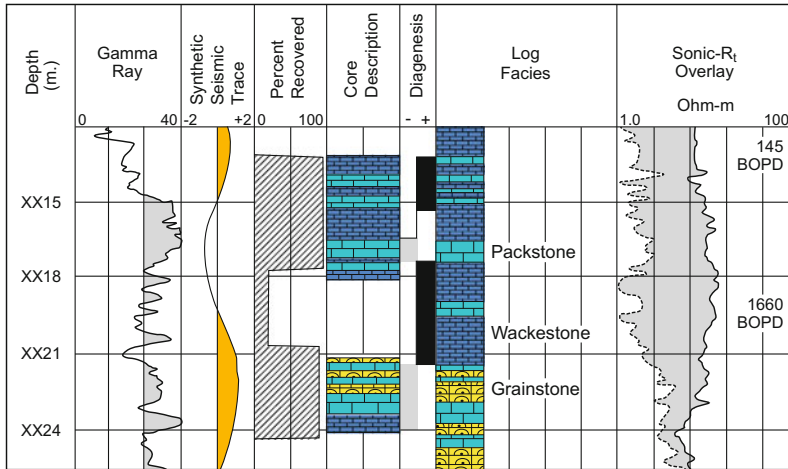 Depth (m.)
Gamma
Ray
0 40
Synthetic
Seismic
Trace
-2 +2
Percent
Recovered
0 100
Core
Description
Diagenesis
- +
Log
Facies
Sonic-Rt
Overlay
Ohm-m
1.0 100
145
BOPD
XX15
Packstone
XX18
1660
BOPD
Wackestone
XX21
Grainstone
XX24